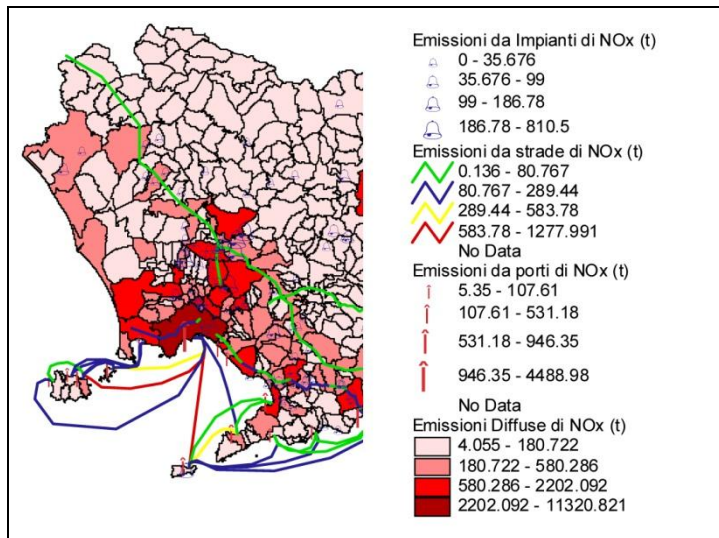 Emissioni da Impianti di NOx (t)
0 - 35.676
35.676 - 99
99 - 186.78
186.78 - 810.5
Emissioni da strade di NOx (t)
0.136 - 80.767
80.767 - 289.44
289.44 - 583.78
583.78 - 1277.991
No Data
Emissioni da porti di NOx (t)
5.35 - 107.61
107.61 - 531.18
531.18 - 946.35
946.35 - 4488.98
No Data
Emissioni Diffuse di NOx (t)
4.055 - 180.722
180.722 - 580.286
580.286 - 2202.092
2202.092 - 11320.821